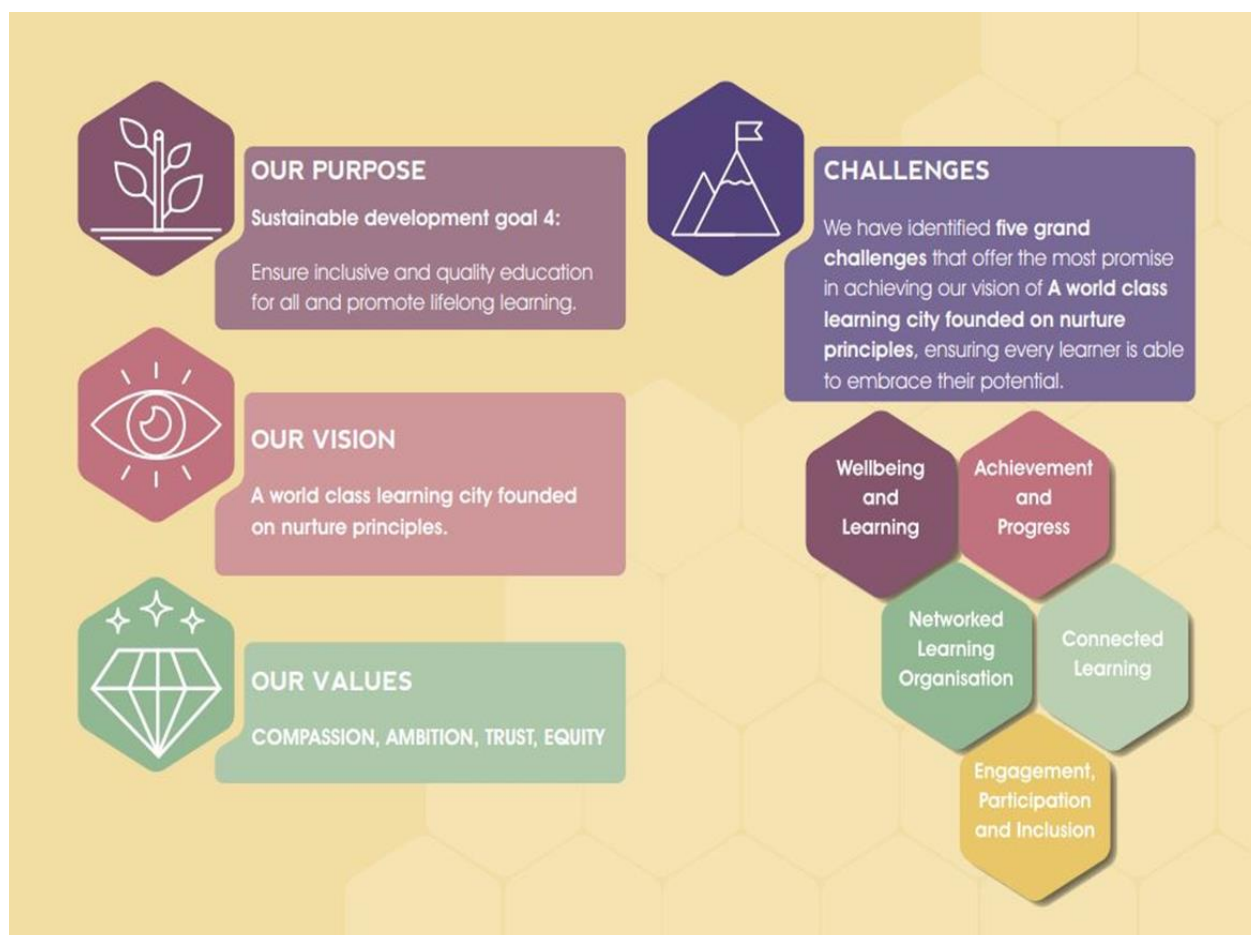 OUR PURPOSE
Sustainable development goal 4:
Ensure inclusive and quality education
for all and promote lifelong learning.
OUR VISION
A world class learning city founded
on nurture principles.
OUR VALUES
COMPASSION, AMBITION, TRUST, EQUITY
CHALLENGES
We have identified five grand
challenges that offer the most promise
in achieving our vision of A world class
learning city founded on nurture
principles, ensuring every learner is able
to embrace their potential.
Wellbeing
and
Learning
Achievement
and
Progress
Networked
Learning
Organisation
Connected
Learning
Engagement,
Participation
and Inclusion